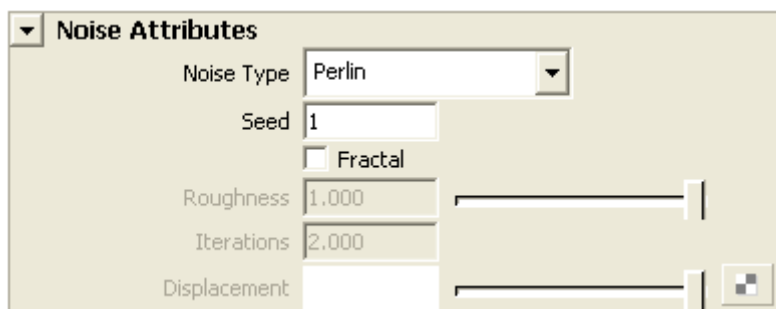 Noise Attributes
Noise Type Perlin
Seed 1
Fractal
Roughness 1.000
Iterations 2.000
Displacement